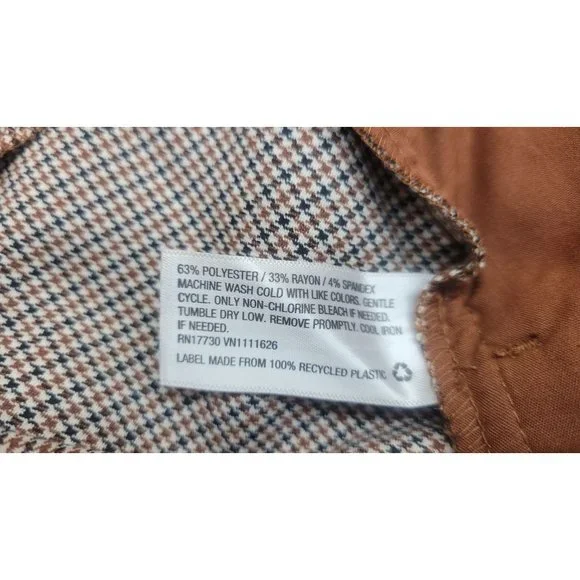 63% POLYESTER / 33% RAYON / 4% SPANDEX
MACHINE WASH COLD WITH LIKE COLORS. GENTLE
CYCLE. ONLY NON-CHLORINE BLEACH IF NEEDED.
TUMBLE DRY LOW. REMOVE PROMPTLY. COOL IRON
IF NEEDED.
RN17730 VN1111626
LABEL MADE FROM 100% RECYCLED PLASTIC